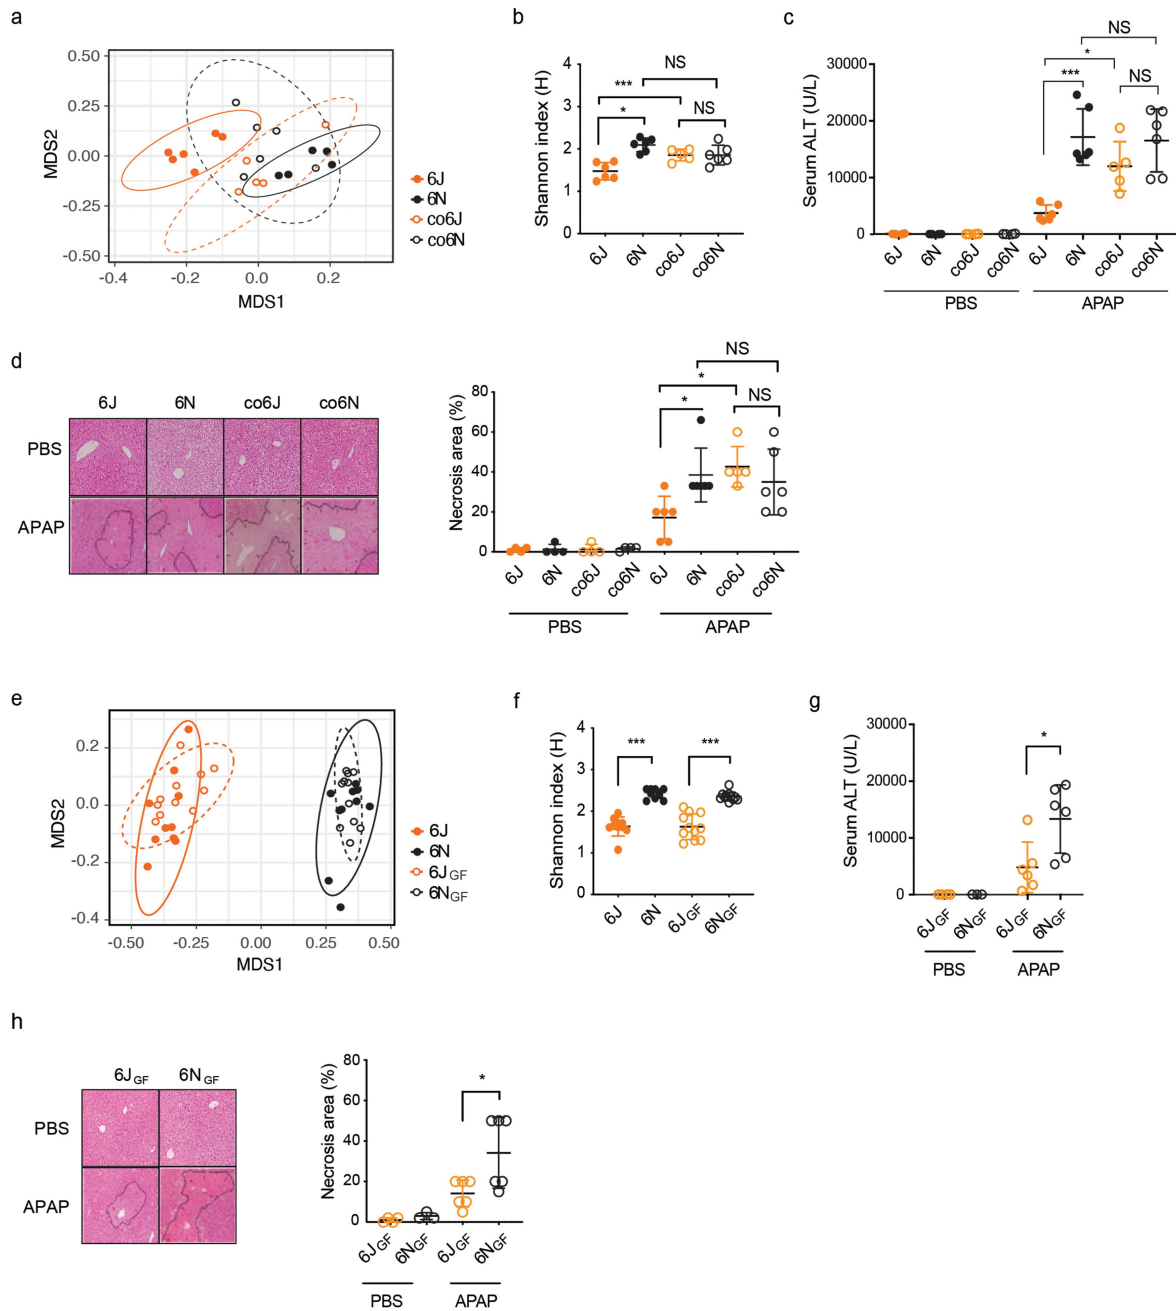 a
0.50
0.25
0.00
-0.25
-0.50
MDS2
-0.4
-0.2
0.0
0.2
MDS1
6J
6N
co6J
co6N
b
Shannon index (H)
4
3
2
1
0
NS
***
*
NS
6J
6N
co6J
co6N
c
Serum ALT (U/L)
30000
20000
10000
0
NS
*
***
NS
6J
6N
co6J
co6N
6J
6N
co6J
co6N
PBS
APAP
d
6J
6N
co6J
co6N
PBS
APAP
Necrosis area (%)
80
60
40
20
0
NS
*
*
NS
6J
6N
co6J
co6N
6J
6N
co6J
co6N
PBS
APAP
e
MDS2
0.2
0.0
-0.2
-0.4
-0.50
-0.25
0.00
0.25
0.50
MDS1
6J
6N
6JGF
6NGF
f
Shannon index (H)
4
3
2
1
0
***
***
6J
6N
6JGF
6NGF
g
Serum ALT (U/L)
30000
20000
10000
0
*
6JGF
6NGF
6JGF
6NGF
PBS
APAP
h
6JGF
6NGF
PBS
APAP
Necrosis area (%)
80
60
40
20
0
*
6JGF
6NGF
6JGF
6NGF
PBS
APAP